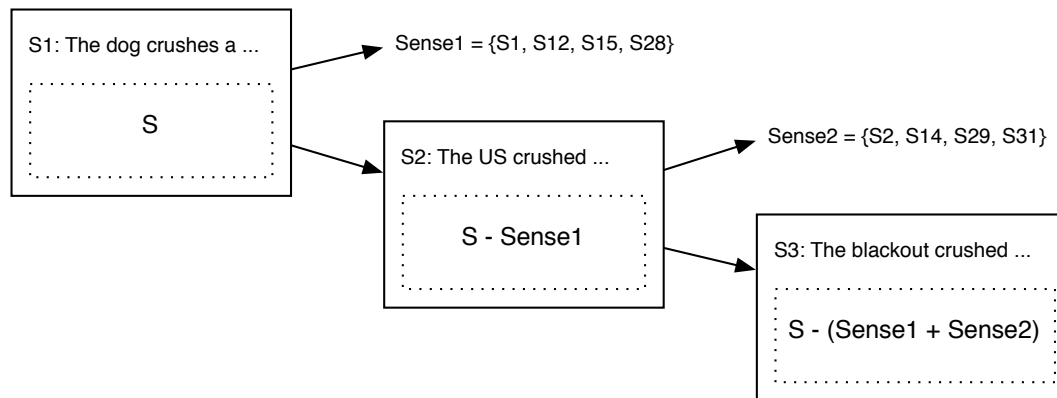 S1: The dog crushes a ...
S
Sense1 = {S1, S12, S15, S28}
S2: The US crushed ...
S - Sense1
Sense2 = {S2, S14, S29, S31}
S3: The blackout crushed ...
S - (Sense1 + Sense2)